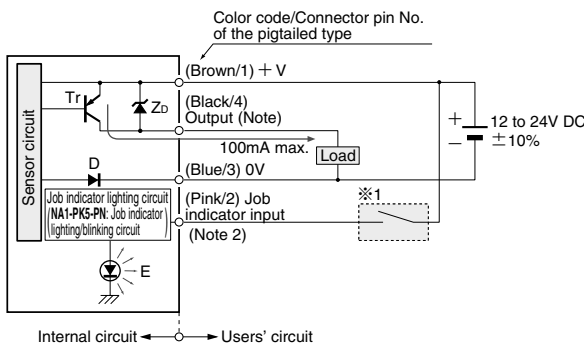 Color code/Connector pin No.
of the pigtailed type
(Brown/1) + V
Tr
ZD
(Black/4)
Output (Note)
100mA max.
Load
+
−
12 to 24V DC
±10%
Sensor circuit
D
(Blue/3) 0V
Job indicator lighting circuit
(NA1-PK5-PN: Job indicator
lighting/blinking circuit)
(Pink/2) Job
indicator input
(Note 2)
※1
E
Internal circuit
Users' circuit